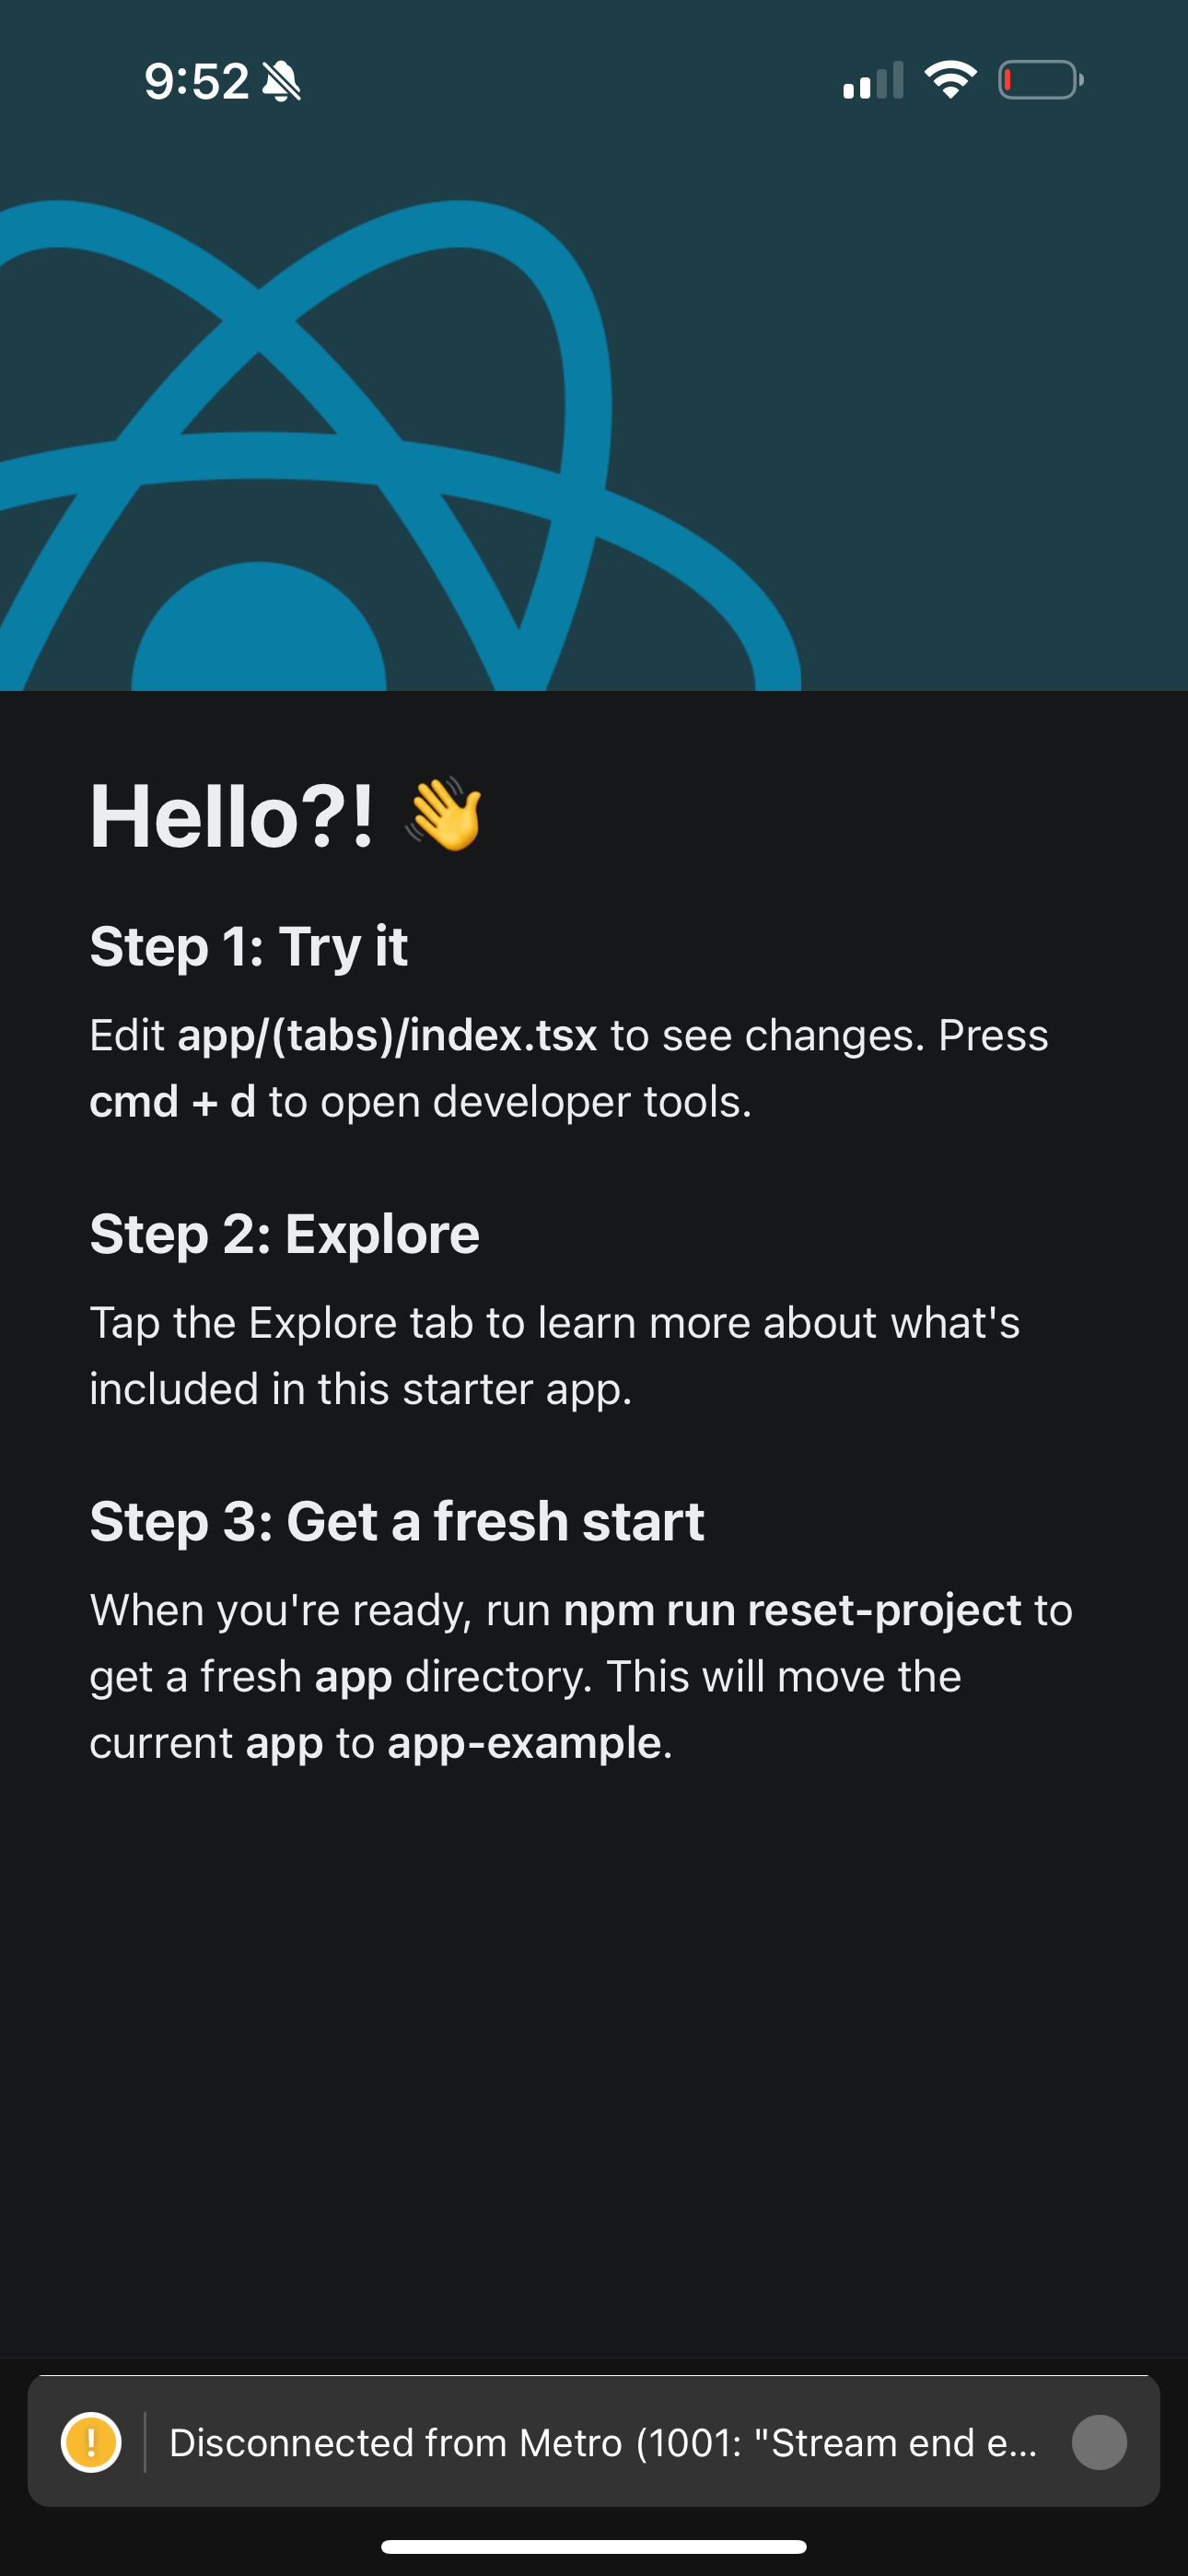 9:52
Hello?! 👋
Step 1: Try it
Edit app/(tabs)/index.tsx to see changes. Press
cmd + d to open developer tools.
Step 2: Explore
Tap the Explore tab to learn more about what's
included in this starter app.
Step 3: Get a fresh start
When you're ready, run npm run reset-project to
get a fresh app directory. This will move the
current app to app-example.
! Disconnected from Metro (1001: "Stream end e...